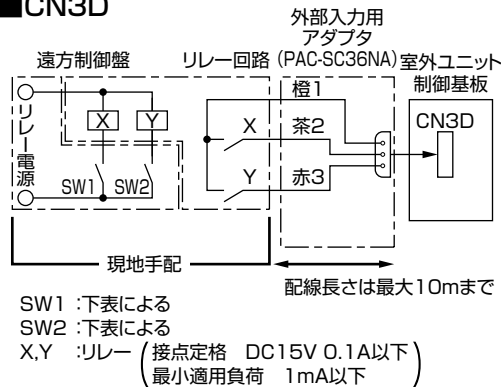 ■CN3D
外部入力用
アダプタ
(PAC-SC36NA)
遠方制御盤
リレー回路
室外ユニット
制御基板
リレー電源
X
Y
SW1
SW2
X
Y
橙1
茶2
赤3
CN3D
現地手配
配線長さは最大10mまで
SW1 :下表による
SW2 :下表による
X,Y :リレー (接点定格 DC15V 0.1A以下
最小適用負荷 1mA以下)